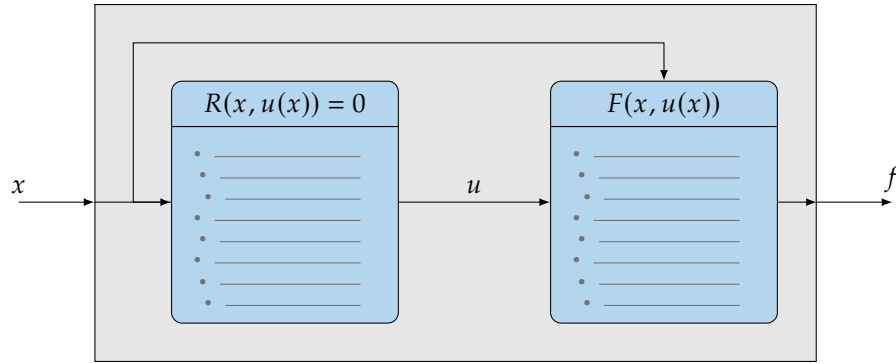 R(x, u(x)) = 0
F(x, u(x))
x
u
f